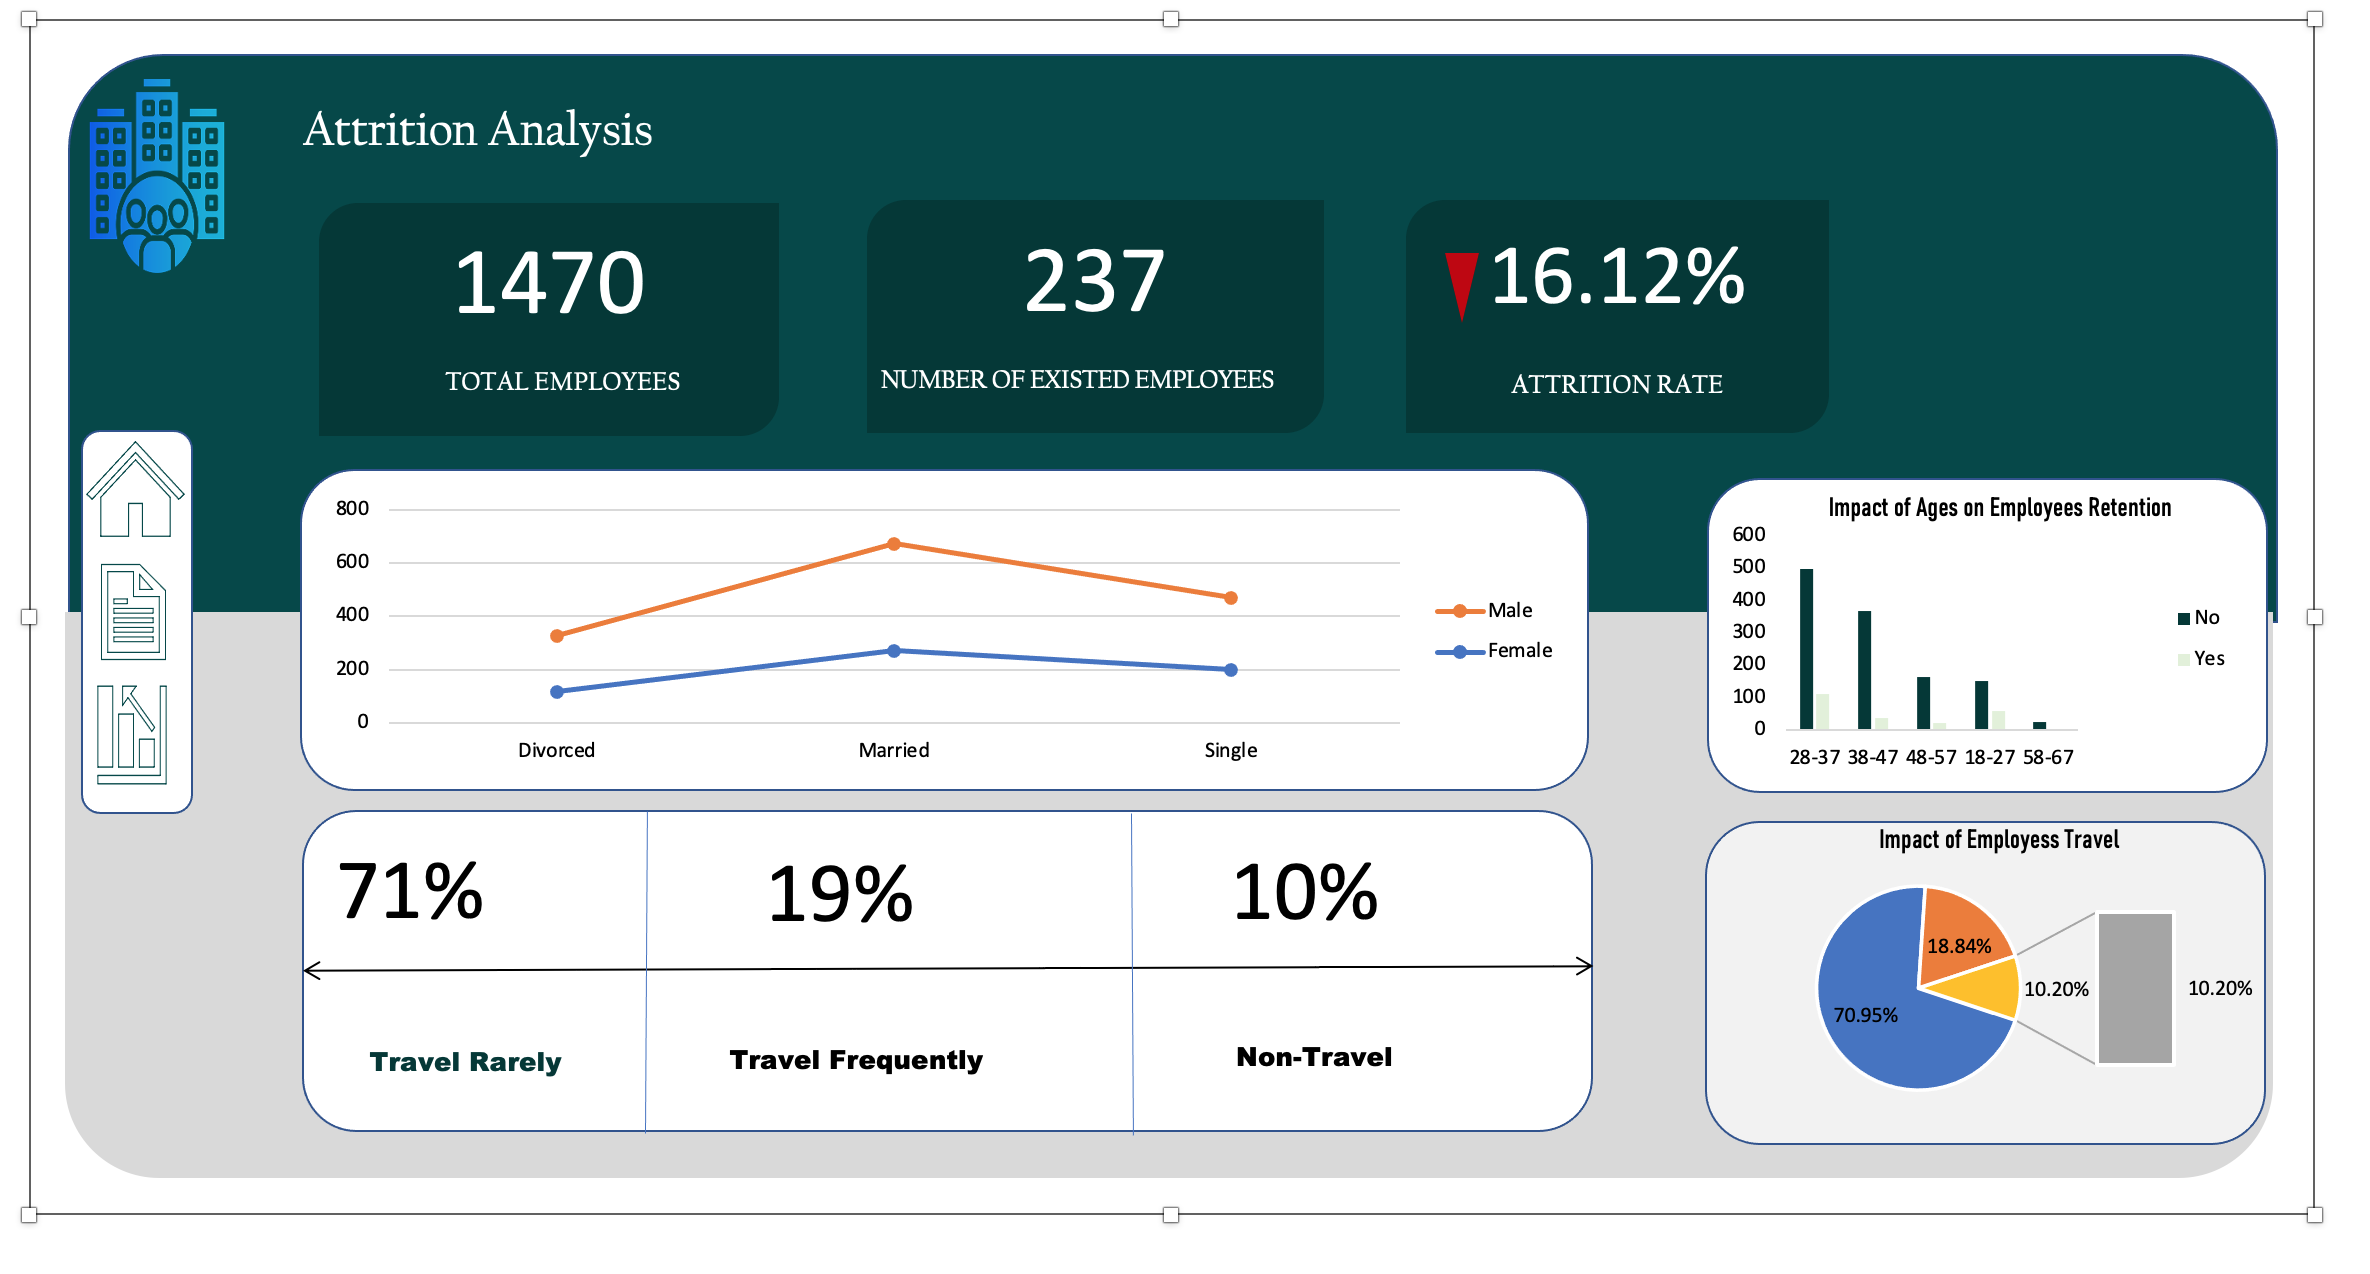 Attrition Analysis
1470
TOTAL EMPLOYEES
237
NUMBER OF EXISTED EMPLOYEES
16.12%
ATTRITION RATE
800
600
400
200
0
Divorced Married Single
Male
Female
Impact of Ages on Employees Retention
600
500
400
300
200
100
0
28-37 38-47 48-57 18-27 58-67
No
Yes
71% 19% 10%
Travel Rarely Travel Frequently Non-Travel
Impact of Employess Travel
18.84%
10.20%
10.20%
70.95%